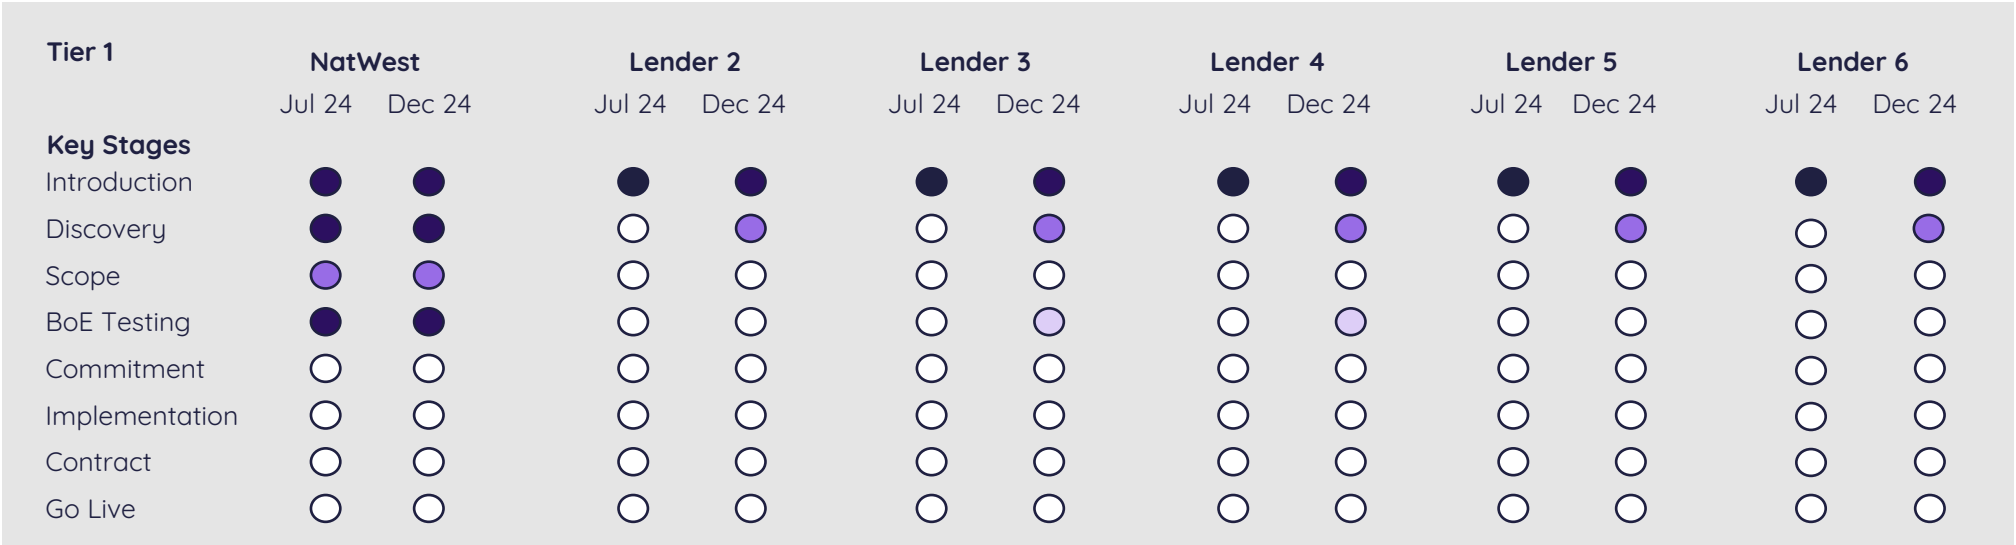 Tier 1
NatWest Lender 2 Lender 3 Lender 4 Lender 5 Lender 6
Jul 24 Dec 24 Jul 24 Dec 24 Jul 24 Dec 24 Jul 24 Dec 24 Jul 24 Dec 24 Jul 24 Dec 24
Key Stages
Introduction
Discovery
Scope
BoE Testing
Commitment
Implementation
Contract
Go Live